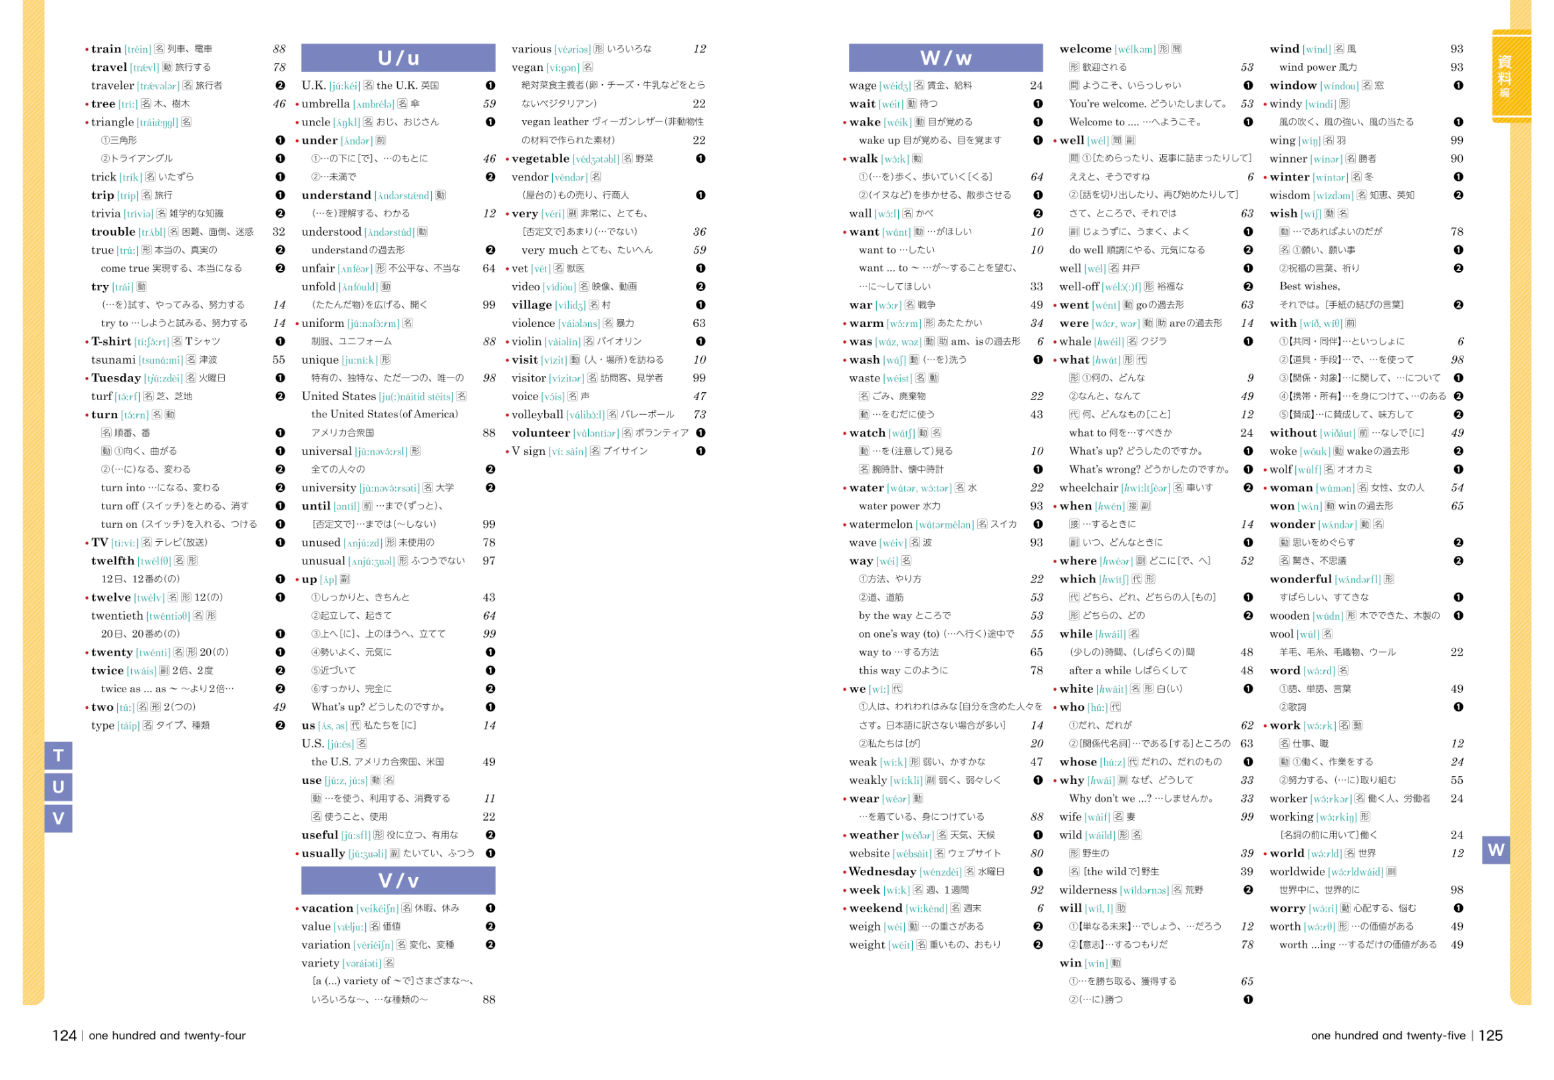 • train [tréin] 名 列車、電車 88
travel [trǽvl] 動 旅行する 78
traveler [trǽvələr] 名 旅行者 ❷
• tree [tríː] 名 木、樹木 46
• triangle [tráiæŋgl] 名
①三角形 ❶
②トライアングル ❶
trick [trík] 名 いたずら ❶
trip [tríp] 名 旅行 ❶
trivia [tríviə] 名 雑学的な知識 ❷
trouble [trʌ́bl] 名 困難、面倒、迷惑 32
true [trúː] 形 本当の、真実の ❷
come true 実現する、本当になる ❷
try [trái] 動
(…を)試す、やってみる、努力する 14
try to …しようと試みる、努力する 14
• T-shirt [tíːʃə̀ːrt] 名 Tシャツ ❶
tsunami [tsunáːmi] 名 津波 55
• Tuesday [tjúːzdèi] 名 火曜日 ❶
turf [tə́ːrf] 名 芝、芝地 ❷
• turn [tə́ːrn] 名 動
名 順番、番 ❶
動 ①向く、曲がる ❶
②(…に)なる、変わる ❷
turn into …になる、変わる ❷
turn off (スイッチ)をとめる、消す ❶
turn on (スイッチ)を入れる、つける ❶
• TV [tìːvíː] 名 テレビ(放送) ❶
twelfth [twélfθ] 名 形
12日、12番め(の) ❶
• twelve [twélv] 名 形 12(の) ❶
twentieth [twéntiəθ] 名 形
20日、20番め(の) ❶
• twenty [twénti] 名 形 20(の) ❶
twice [twáis] 副 2倍、2度 ❷
twice as ... as ~ ~より2倍… ❷
• two [túː] 名 形 2つ(の) 49
type [táip] 名 タイプ、種類 ❷
T
U
V
U/u
U.K. [jùːkéi] 名 the U.K. 英国 ❶
• umbrella [ʌmbrélə] 名 傘 59
• uncle [ʌ́ŋkl] 名 おじ、おじさん ❶
• under [ʌ́ndər] 前
①…の下に[で]、…のもとに 46
②…未満で ❷
understand [ʌ̀ndərstǽnd] 動
(…を)理解する、わかる 12
understood [ʌ̀ndərstúd] 動
understandの過去形 ❷
unfair [ʌnféər] 形 不公平な、不当な 64
unfold [ʌnfóuld] 動
(たたんだ物)を広げる、開く 99
• uniform [júːnəfɔ̀ːrm] 名
制服、ユニフォーム 88
unique [juːníːk] 形
特有の、独特な、ただ一つの、唯一の 98
United States [ju(ː)náitid stéits] 名
the United States(of America)
アメリカ合衆国 88
universal [jùːnəvə́ːrsl] 形
全ての人々の ❷
university [jùːnəvə́ːrsəti] 名 大学 ❷
until [əntíl] 前 …まで(ずっと)、
[否定文で]…までは(〜しない) 99
unused [ʌnjúːzd] 形 未使用の 78
unusual [ʌnjúːʒuəl] 形 ふつうでない 97
• up [ʌ́p] 副
①しっかりと、きちんと 43
②起立して、起きて 64
③上へ[に]、上のほうへ、立てて 99
④勢いよく、元気に ❶
⑤近づいて ❶
⑥すっかり、完全に ❷
What's up? どうしたのですか。 ❶
us [ʌ́s, əs] 代 私たちを[に] 14
U.S. [júːés] 名
the U.S. アメリカ合衆国、米国 49
use [júːz, júːs] 動 名
動 …を使う、利用する、消費する 11
名 使うこと、使用 22
useful [júːsfl] 形 役に立つ、有用な ❷
• usually [júːʒuəli] 副 たいてい、ふつう ❶
V/v
• vacation [veikéiʃn] 名 休暇、休み ❶
value [vǽljuː] 名 価値 ❷
variation [vèriéiʃn] 名 変化、変種 ❷
variety [vəráiəti] 名
[a (...) variety of ~で]さまざまな〜、
いろいろな〜、…な種類の〜 88
various [véəriəs] 形 いろいろな 12
vegan [víːgən] 名
絶対菜食主義者(卵・チーズ・牛乳などをとら
ないベジタリアン) 22
vegan leather ヴィーガンレザー(非動物性
の材料で作られた素材) 22
• vegetable [védʒətəbl] 名 野菜 ❶
vendor [véndər] 名
(屋台の)もの売り、行商人 ❶
• very [véri] 副 非常に、とても、
[否定文で]あまり(…でない) 36
very much とても、たいへん 59
• vet [vét] 名 獣医 ❶
video [vídiòu] 名 映像、動画 ❷
village [vílidʒ] 名 村 ❶
violence [váiələns] 名 暴力 63
• violin [vàiəlín] 名 バイオリン ❶
• visit [vízit] 動 (人・場所)を訪ねる 10
visitor [vízitər] 名 訪問客、見学者 99
voice [vɔ́is] 名 声 47
• volleyball [válibɔ̀ːl] 名 バレーボール 73
volunteer [vàləntíər] 名 ボランティア ❶
• V sign [víː sàin] 名 ブイサイン ❶
124 | one hundred and twenty-four
W/w
wage [wéidʒ] 名 賃金、給料 24
wait [wéit] 動 待つ ❶
• wake [wéik] 動 目が覚める ❶
wake up 目が覚める、目を覚ます ❶
• walk [wɔ́ːk] 動
①(…を)歩く、歩いていく[くる] 64
②(イヌなど)を歩かせる、散歩させる ❶
wall [wɔ́ːl] 名 かべ ❷
• want [wánt] 動 …がほしい 10
want to …したい 10
want ... to ~ …が〜することを望む、
…に〜してほしい 33
war [wɔ́ːr] 名 戦争 49
• warm [wɔ́ːrm] 形 あたたかい 34
• was [wáz, wəz] 動 助 am、isの過去形 6
• wash [wáʃ] 動 (…を)洗う ❶
waste [wéist] 名 動
名 ごみ、廃棄物 22
動 …をむだに使う 43
• watch [wátʃ] 動 名
動 …を(注意して)見る 10
名 腕時計、懐中時計 ❶
• water [wátər, wɔ́ːtər] 名 水 22
water power 水力 93
• watermelon [wátərmèlən] 名 スイカ ❶
wave [wéiv] 名 波 93
way [wéi] 名
①方法、やり方 22
②道、道筋 53
by the way ところで 53
on one's way (to) (…へ行く)途中で 55
way to …する方法 65
this way このように 78
• we [wíː] 代
①人は、われわれはみな[自分を含めた人々を
さす。日本語に訳さない場合が多い] 14
②私たちは[が] 20
weak [wíːk] 形 弱い、かすかな 47
weakly [wíːkli] 副 弱く、弱々しく ❶
• wear [wéər] 動
…を着ている、身につけている 88
• weather [wéðər] 名 天気、天候 ❶
website [wébsàit] 名 ウェブサイト 80
• Wednesday [wénzdèi] 名 水曜日 ❶
• week [wíːk] 名 週、1週間 92
• weekend [wíːkènd] 名 週末 6
weigh [wéi] 動 …の重さがある ❷
weight [wéit] 名 重いもの、おもり ❷
welcome [wélkəm] 形 間
形 歓迎される 53
間 ようこそ、いらっしゃい ❶
You're welcome. どういたしまして。 53
Welcome to .... …へようこそ。 ❶
• well [wél] 間 副
間 ①[ためらったり、返事に詰まったりして]
ええと、そうですね 6
②[話を切り出したり、再び始めたりして]
さて、ところで、それでは 63
副 じょうずに、うまく、よく ❶
do well 順調にやる、元気になる ❷
well [wél] 名 井戸 ❶
well-off [wélɔ́(ː)f] 形 裕福な ❷
• went [wént] 動 goの過去形 63
were [wə́ːr, wər] 動 助 areの過去形 14
• whale [hwéil] 名 クジラ ❶
• what [hwát] 形 代
形 ①何の、どんな 9
②なんと、なんて 49
代 何、どんなもの[こと] 12
what to 何を…すべきか 24
What's up? どうしたのですか。 ❶
What's wrong? どうかしたのですか。 ❶
wheelchair [hwíːltʃèər] 名 車いす ❷
• when [hwén] 接 副
接 …するときに 14
副 いつ、どんなときに ❶
• where [hwéər] 副 どこに[で、へ] 52
which [hwítʃ] 代 形
代 どちら、どれ、どちらの人[もの] ❶
形 どちらの、どの ❷
while [hwáil] 名
(少しの)時間、(しばらくの)間 48
after a while しばらくして 48
• white [hwáit] 名 形 白(い) ❶
• who [húː] 代
①だれ、だれが 62
②[関係代名詞]…である[する]ところの 63
whose [húːz] 代 だれの、だれのもの ❶
• why [hwái] 副 なぜ、どうして 33
Why don't we ...? …しませんか。 33
wife [wáif] 名 妻 99
wild [wáild] 形 名
形 野生の 39
名 [the wildで]野生 39
wilderness [wíldərnəs] 名 荒野 ❷
will [wíl, l] 助
①【単なる未来】…でしょう、…だろう 12
②【意志】…するつもりだ 78
win [wín] 動
①…を勝ち取る、獲得する 65
②(…に)勝つ ❶
wind [wínd] 名 風 93
wind power 風力 93
window [wíndou] 名 窓 ❶
• windy [wíndi] 形
風の吹く、風の強い、風の当たる ❶
wing [wíŋ] 名 羽 99
winner [wínər] 名 勝者 90
• winter [wíntər] 名 冬 ❶
wisdom [wízdəm] 名 知恵、英知 ❷
wish [wíʃ] 動 名
動 …であればよいのだが 78
名 ①願い、願い事 ❶
②祝福の言葉、祈り ❷
Best wishes,
それでは。[手紙の結びの言葉] ❷
with [wíð, wíθ] 前
①【共同・同伴】…といっしょに 6
②【道具・手段】…で、…を使って 98
③【関係・対象】…に関して、…について ❶
④【携帯・所有】…を身につけて、…のある ❷
⑤【賛成】…に賛成して、味方して ❷
without [wiðáut] 前 …なしで[に] 49
woke [wóuk] 動 wakeの過去形 ❷
• wolf [wúlf] 名 オオカミ ❶
• woman [wúmən] 名 女性、女の人 54
won [wʌ́n] 動 winの過去形 65
wonder [wʌ́ndər] 動 名
動 思いをめぐらす ❷
名 驚き、不思議 ❷
wonderful [wʌ́ndərfl] 形
すばらしい、すてきな ❶
wooden [wúdn] 形 木でできた、木製の ❶
wool [wúl] 名
羊毛、毛糸、毛織物、ウール 22
word [wə́ːrd] 名
①語、単語、言葉 49
②歌詞 ❶
• work [wə́ːrk] 名 動
名 仕事、職 12
動 ①働く、作業をする 24
②努力する、(…に)取り組む 55
worker [wə́ːrkər] 名 働く人、労働者 24
working [wə́ːrkiŋ] 形
[名詞の前に用いて]働く 24
• world [wə́ːrld] 名 世界 12
worldwide [wə́ːrldwáid] 副
世界中に、世界的に 98
worry [wə́ːri] 動 心配する、悩む ❶
worth [wə́ːrθ] 形 …の価値がある 49
worth ...ing …するだけの価値がある 49
資料編
W
one hundred and twenty-five | 125